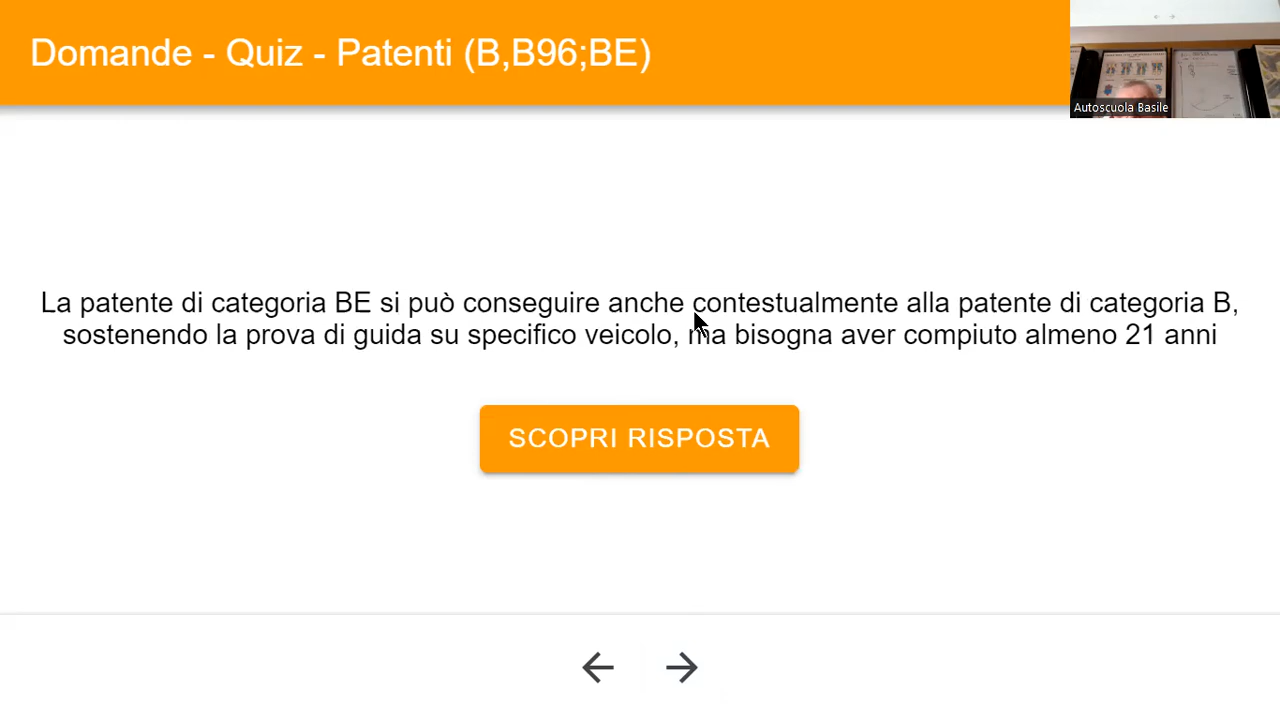 Domande - Quiz - Patenti (B,B96;BE)
Autoscuola Basile
La patente di categoria BE si può conseguire anche contestualmente alla patente di categoria B,
sostenendo la prova di guida su specifico veicolo, ma bisogna aver compiuto almeno 21 anni
SCOPRI RISPOSTA